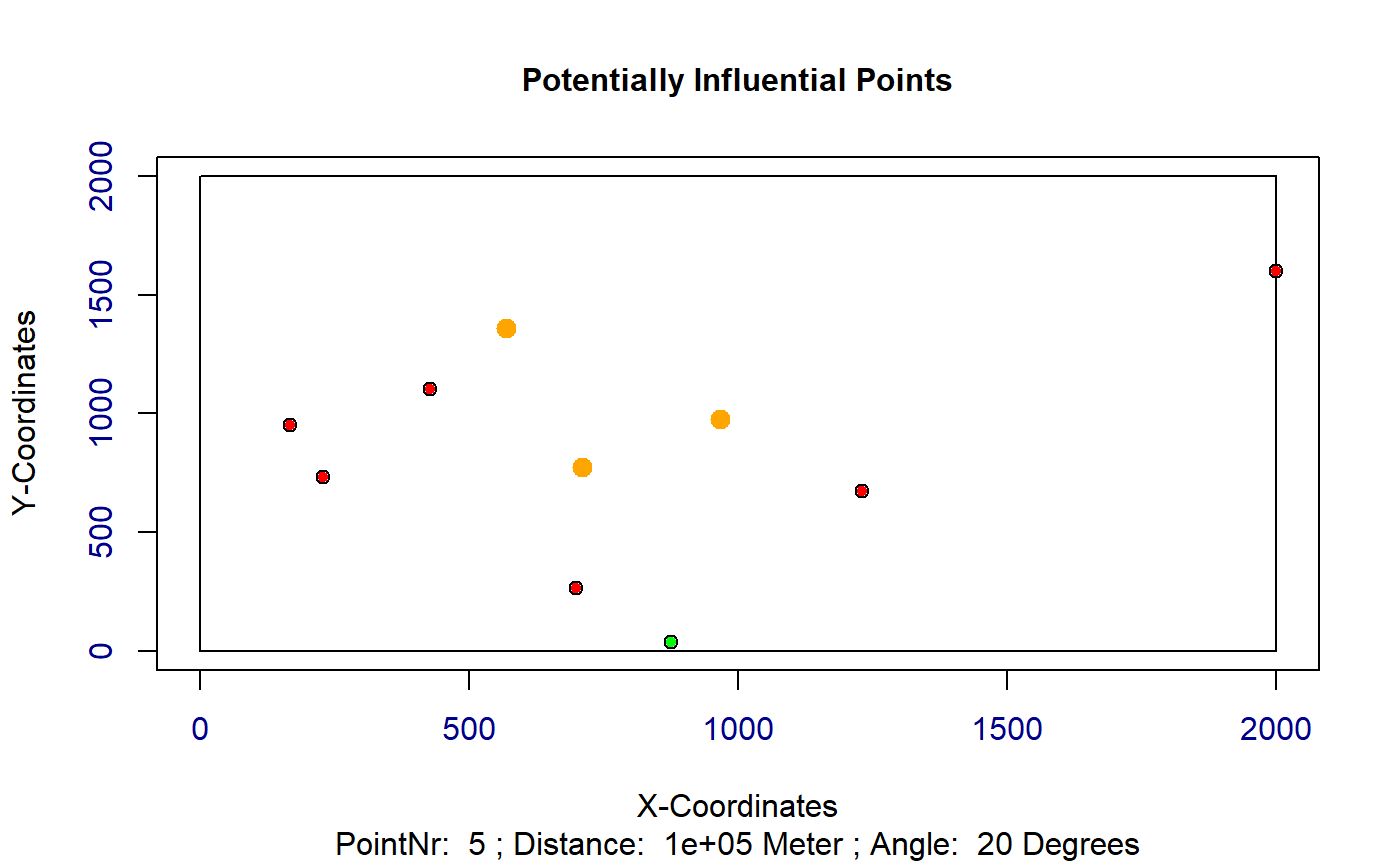 Potentially Influential Points
2000
1500
1000
500
0
Y-Coordinates
0 500 1000 1500 2000
X-Coordinates
PointNr:  5 ; Distance:  1e+05 Meter ; Angle:  20 Degrees